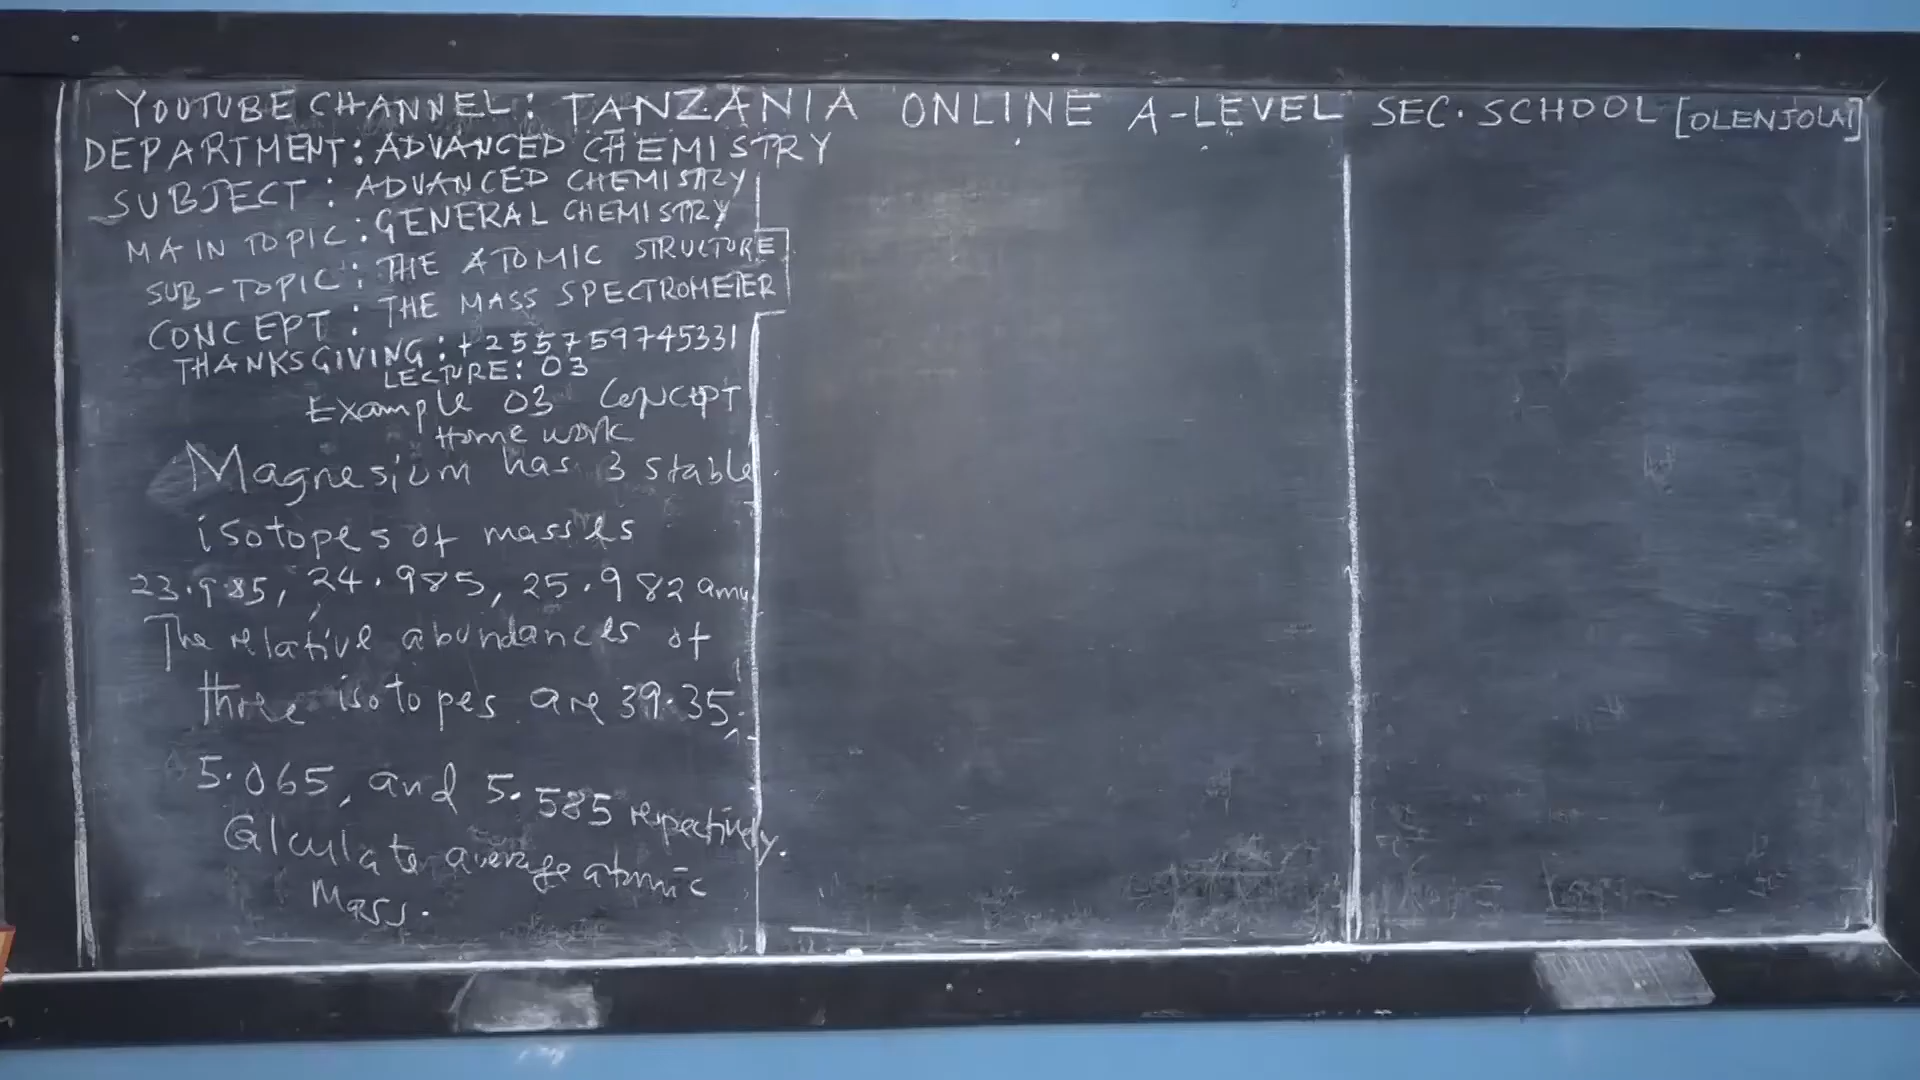 YOUTUBE CHANNEL: TANZANIA ONLINE A-LEVEL SEC. SCHOOL [OLENJOLAI]
DEPARTMENT: ADVANCED CHEMISTRY
SUBJECT: ADVANCED CHEMISTRY
MAIN TOPIC: GENERAL CHEMISTRY
SUB-TOPIC: THE ATOMIC STRUCTURE
CONCEPT: THE MASS SPECTROMETER
THANKSGIVING: +255759745331
LECTURE: 03
Example 03 Concept
Home work
Magnesium has 3 stable
isotopes of masses
23.985, 24.985, 25.982 amu
The relative abundances of
three isotopes are 39.35,
5.065, and 5.585 respectively.
Calculate average atomic
Mass.